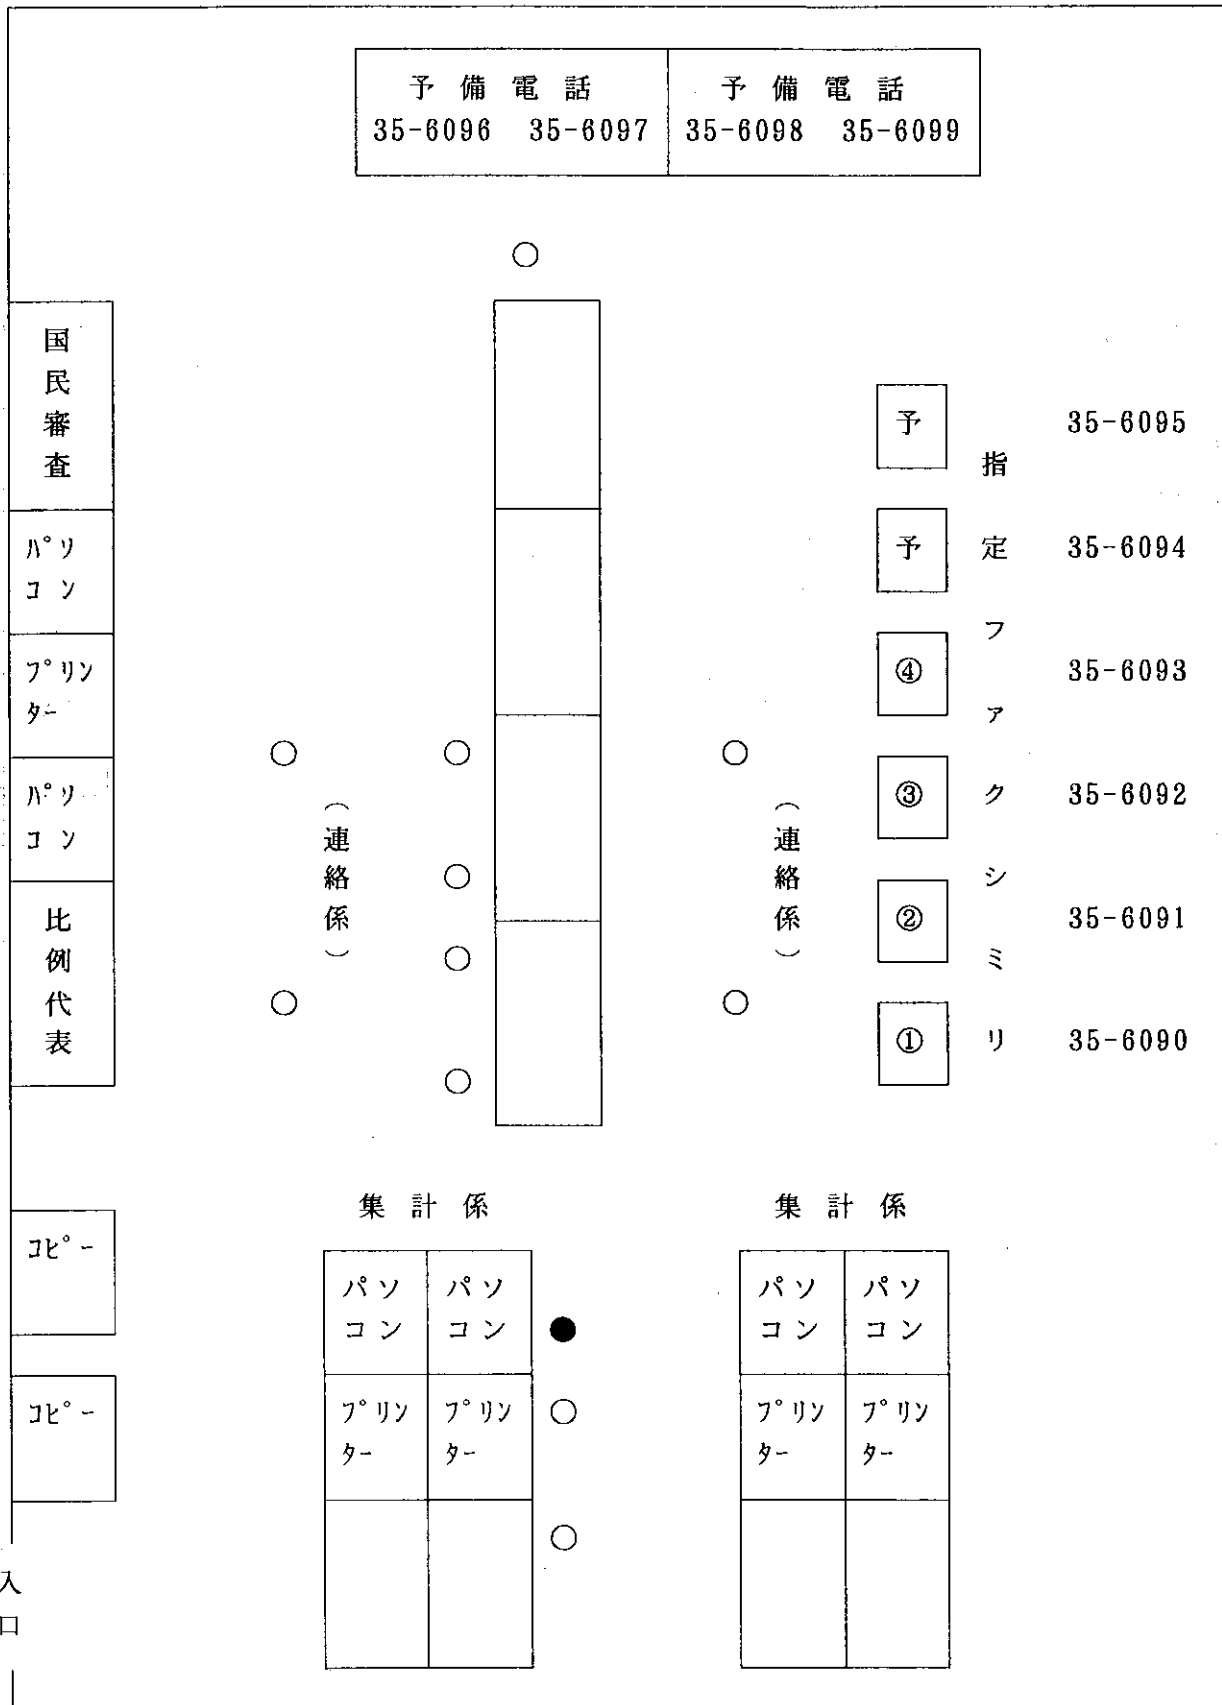 予備電話 予備電話
35-6096 35-6097 35-6098 35-6099
国民審査
パソコン
プリンター
パソコン
比例代表
コピー
コピー
入口
(連絡係)
(連絡係)
予 35-6095
予 35-6094
④ 35-6093
③ 35-6092
② 35-6091
① 35-6090
指定ファクシミリ
集計係 集計係
パソ パソ パソ パソ
コン コン コン コン
プリン プリン プリン プリン
ター ター ター ター